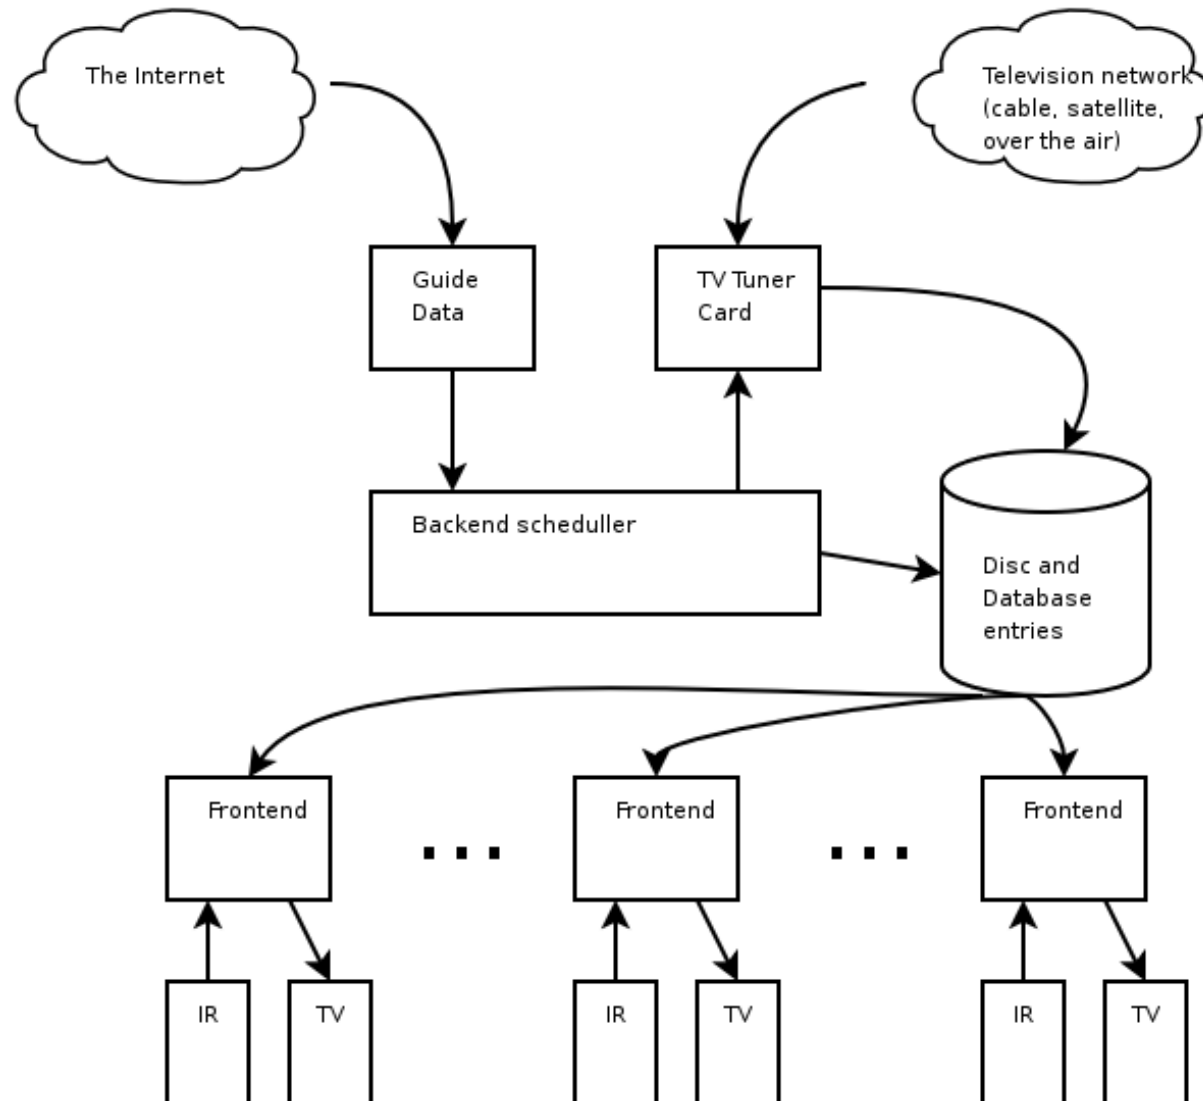 The Internet
Television network
(cable, satellite,
over the air)
Guide
Data
TV Tuner
Card
Backend scheduller
Disc and
Database
entries
Frontend
Frontend
Frontend
. . .
. . .
IR
TV
IR
TV
IR
TV